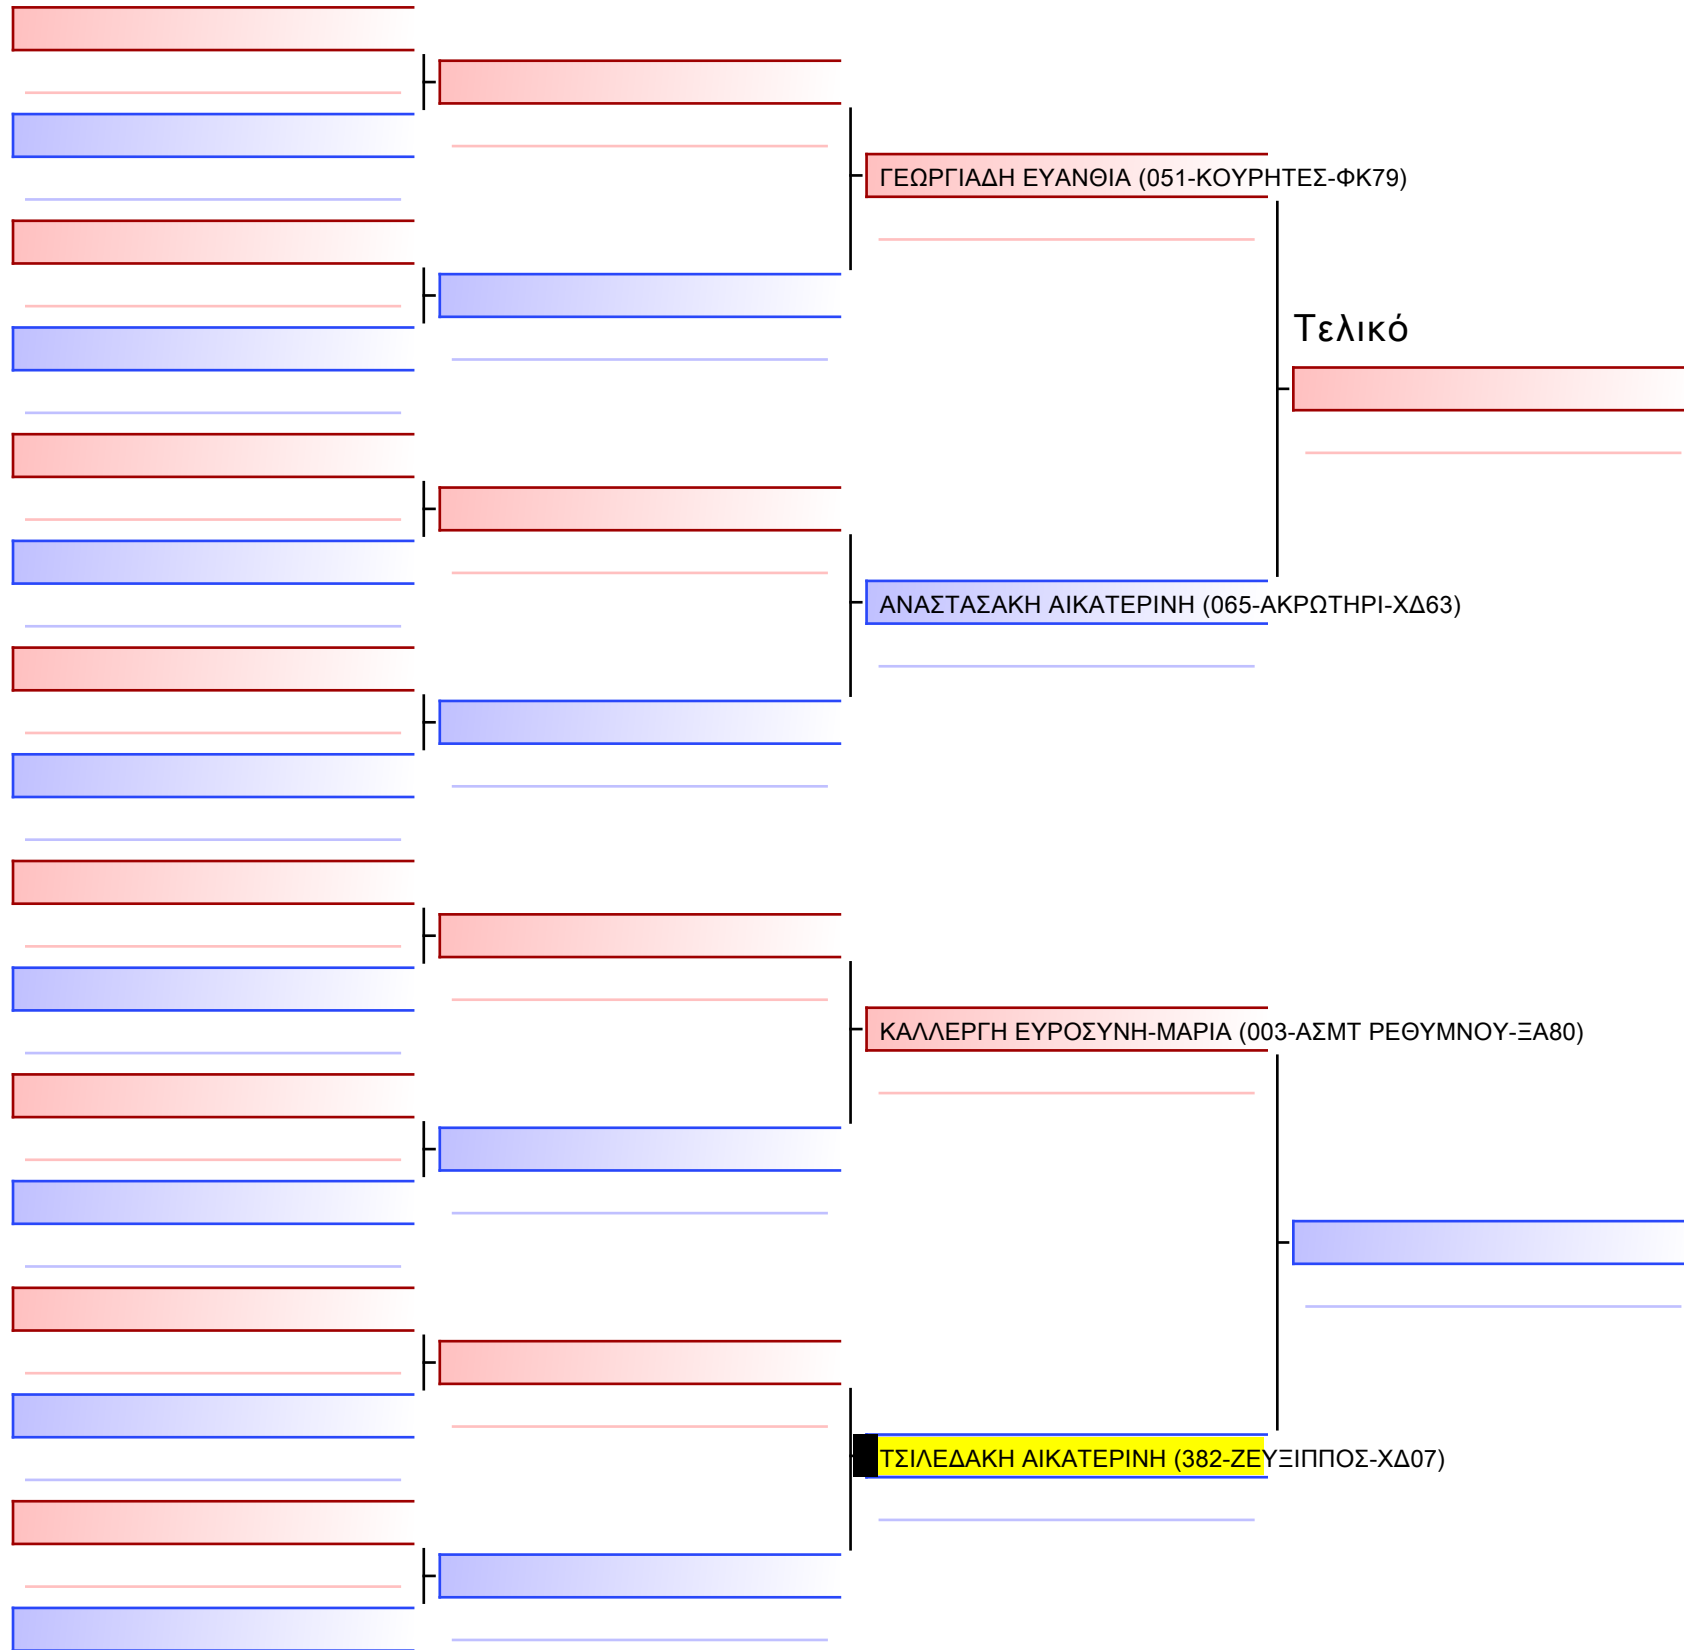 ΓΕΩΡΓΙΑΔΗ ΕΥΑΝΘΙΑ (051-ΚΟΥΡΗΤΕΣ-ΦΚ79)
Τελικό
ΑΝΑΣΤΑΣΑΚΗ ΑΙΚΑΤΕΡΙΝΗ (065-ΑΚΡΩΤΗΡΙ-ΧΔ63)
ΚΑΛΛΕΡΓΗ ΕΥΡΟΣΥΝΗ-ΜΑΡΙΑ (003-ΑΣΜΤ ΡΕΘΥΜΝΟΥ-ΞΑ80)
ΤΣΙΛΕΔΑΚΗ ΑΙΚΑΤΕΡΙΝΗ (382-ΖΕΥΞΙΠΠΟΣ-ΧΔ07)